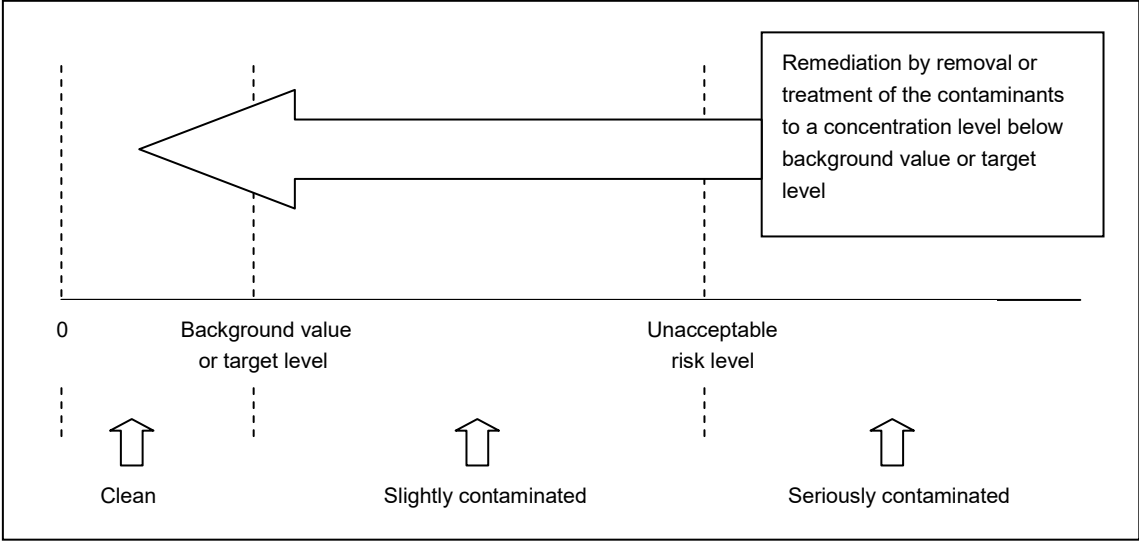 Remediation by removal or
treatment of the contaminants
to a concentration level below
background value or target
level
0
Background value
or target level
Unacceptable
risk level
Clean
Slightly contaminated
Seriously contaminated